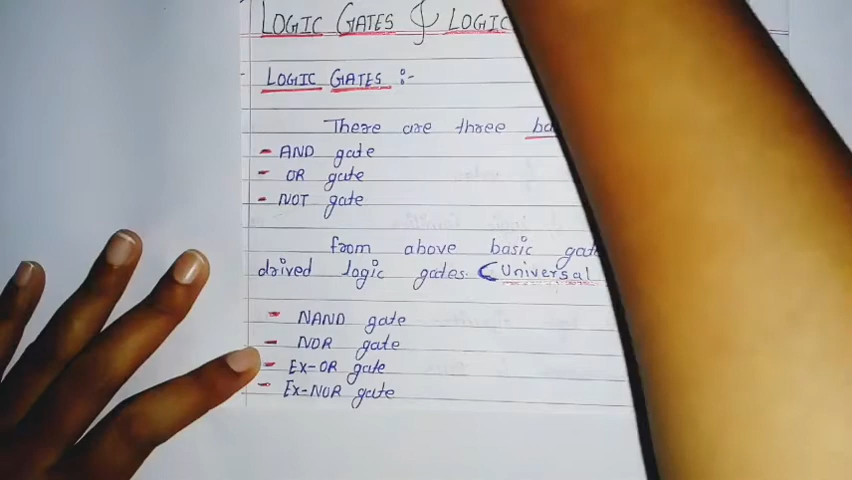 LOGIC GATES & LOGIC
LOGIC GATES :-
There are three
- AND gate
- OR gate
- NOT gate
from above basic
drived logic gates. (Universal
- NAND gate
- NOR gate
- EX-OR gate
- EX-NOR gate